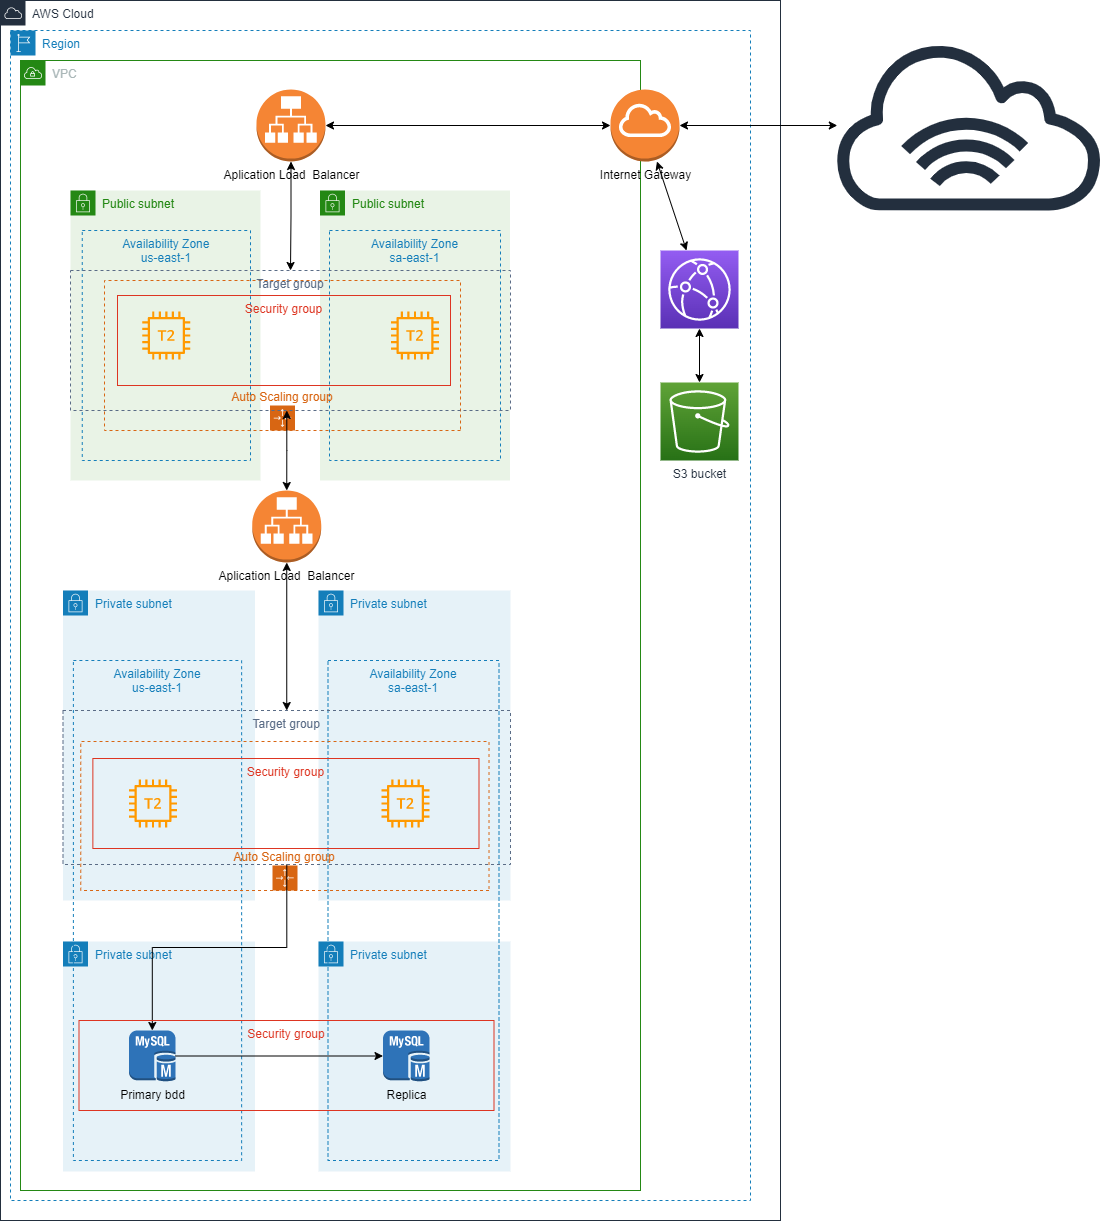 AWS Cloud
Region
VPC
Aplication Load  Balancer
Internet Gateway
Public subnet
Public subnet
Availability Zone
us-east-1
Availability Zone
sa-east-1
Target group
Security group
T2
T2
Auto Scaling group
S3 bucket
Aplication Load  Balancer
Private subnet
Private subnet
Availability Zone
us-east-1
Availability Zone
sa-east-1
Target group
Security group
T2
T2
Auto Scaling group
Private subnet
Private subnet
Security group
MySQL
M
MySQL
M
Primary bdd
Replica